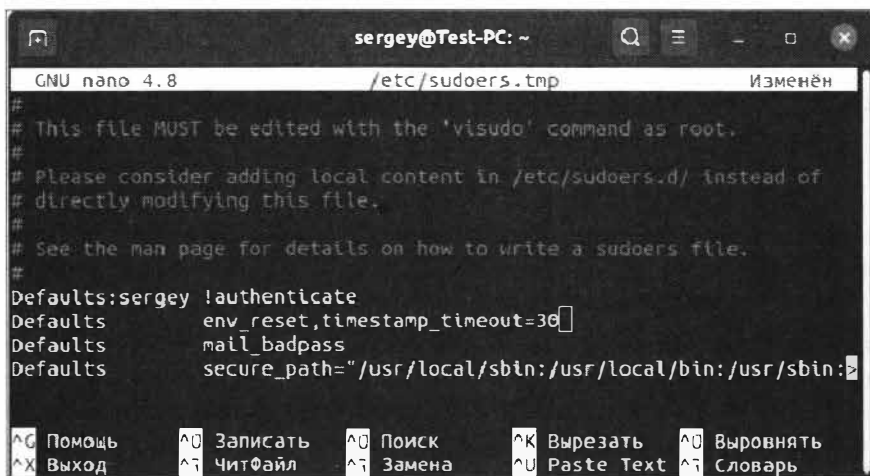 sergey@Test-PC: ~
GNU nano 4.8 /etc/sudoers.tmp Изменён
#
# This file MUST be edited with the 'visudo' command as root.
#
# Please consider adding local content in /etc/sudoers.d/ instead of
# directly modifying this file.
#
# See the man page for details on how to write a sudoers file.
#
Defaults:sergey !authenticate
Defaults env_reset,timestamp_timeout=30
Defaults mail_badpass
Defaults secure_path="/usr/local/sbin:/usr/local/bin:/usr/sbin:>
^G Помощь ^O Записать Поиск ^K Вырезать Выровнять
^X Выход ЧитФайл Замена ^U Paste Text Словарь